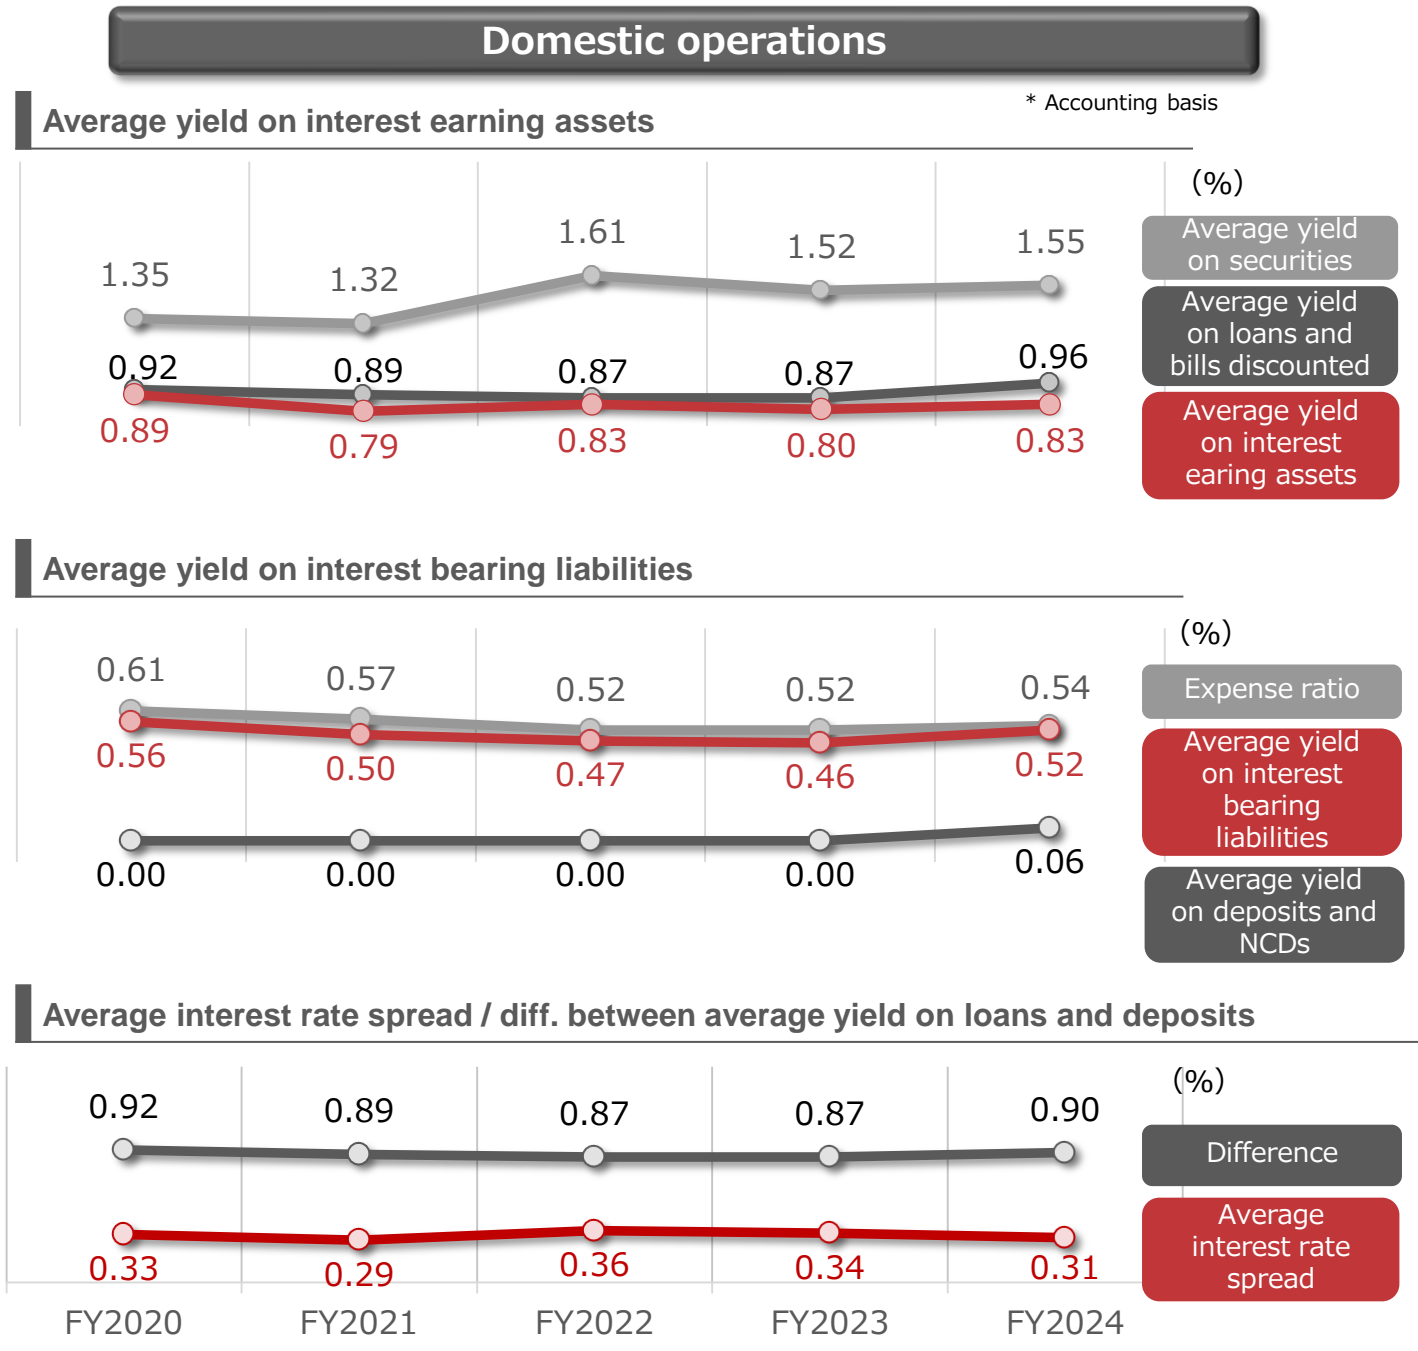 Domestic operations
* Accounting basis
Average yield on interest earning assets
(%)
1.35
1.32
1.61
1.52
1.55
0.92
0.89
0.87
0.87
0.96
0.89
0.79
0.83
0.80
0.83
Average yield
on securities
Average yield
on loans and
bills discounted
Average yield
on interest
earing assets
Average yield on interest bearing liabilities
(%)
0.61
0.57
0.52
0.52
0.54
0.56
0.50
0.47
0.46
0.52
0.00
0.00
0.00
0.00
0.06
Expense ratio
Average yield
on interest
bearing
liabilities
Average yield
on deposits and
NCDs
Average interest rate spread / diff. between average yield on loans and deposits
(%)
0.92
0.89
0.87
0.87
0.90
0.33
0.29
0.36
0.34
0.31
Difference
Average
interest rate
spread
FY2020
FY2021
FY2022
FY2023
FY2024